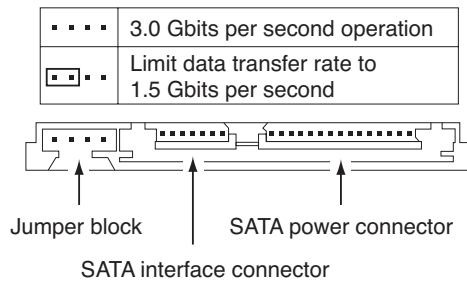 3.0 Gbits per second operation
Limit data transfer rate to
1.5 Gbits per second
Jumper block
SATA power connector
SATA interface connector